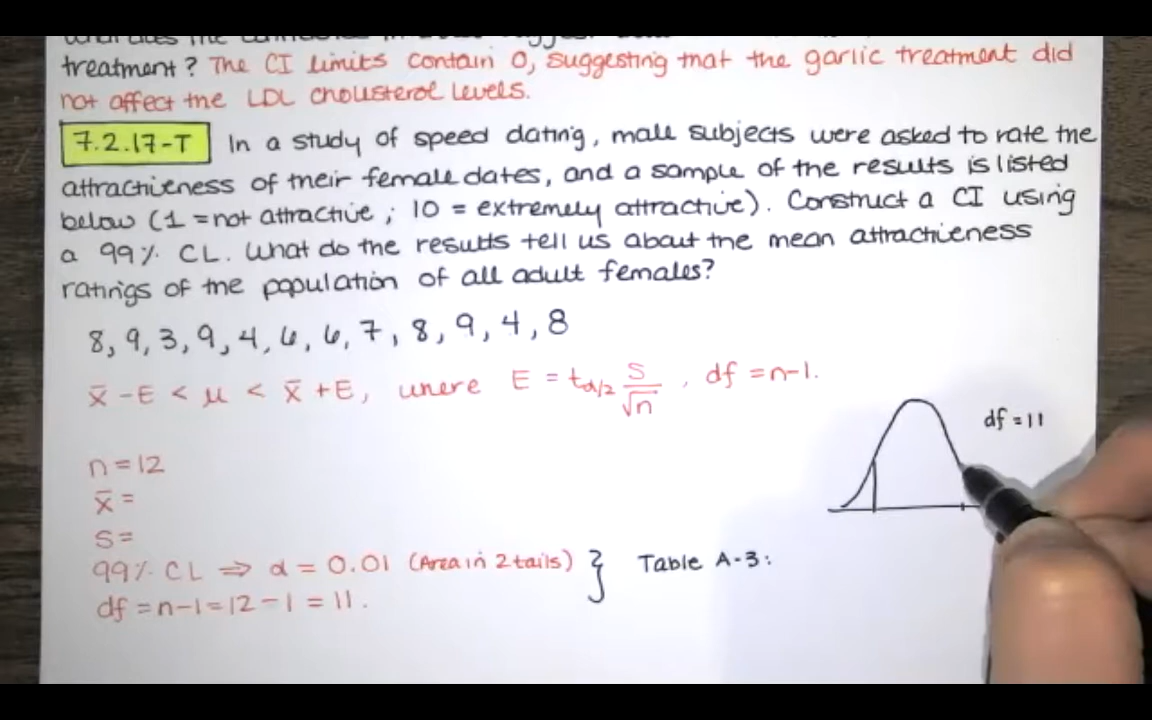 treatment? The CI limits contain 0, suggesting that the garlic treatment did
not affect the LDL cholusterol levels.
7.2.17-T In a study of speed dating, male subjects were asked to rate the
attractiveness of their female dates, and a sample of the results is listed
below (1 = not attractive ; 10 = extremely attractive). Construct a CI using
a 99% CL. What do the results tell us about the mean attractieness
ratings of the population of all adult females?
8, 9, 3, 9, 4, 6, 6, 7, 8, 9, 4, 8
x̄ - E < μ < x̄ + E, where E = tα/2 s/√n , df = n-1.
df = 11
n = 12
x̄ =
s =
99% CL ⇒ α = 0.01 (Area in 2 tails) } Table A-3:
df = n-1 = 12-1 = 11.